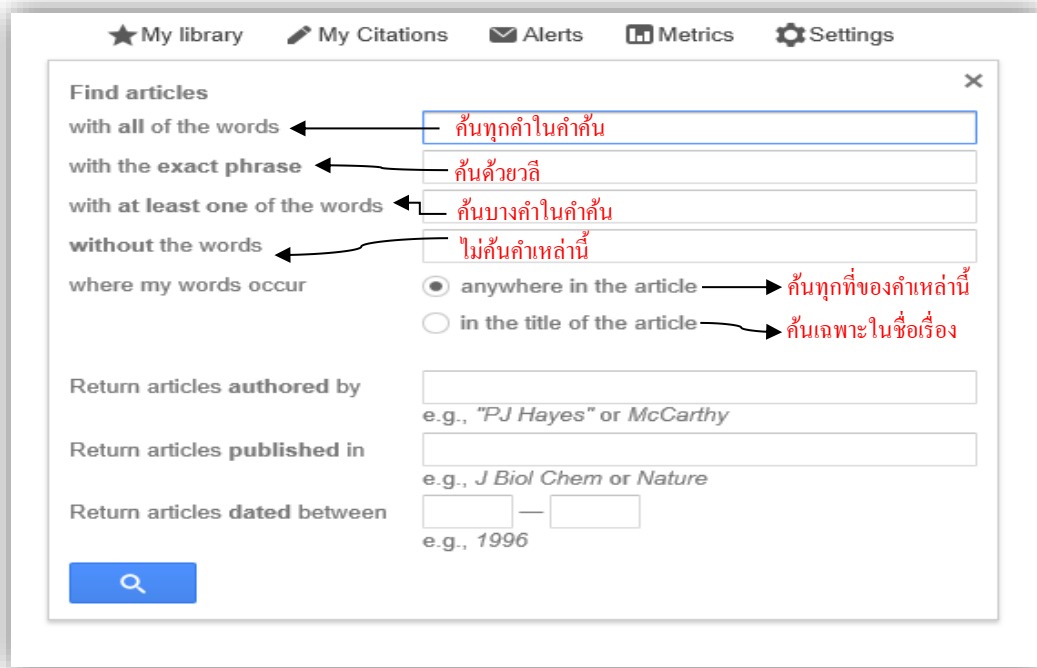 My library My Citations Alerts Metrics Settings
Find articles
with all of the words ค้นทุกคำในคำค้น
with the exact phrase ค้นด้วยวลี
with at least one of the words ค้นบางคำในคำค้น
without the words ไม่ค้นคำเหล่านี้
where my words occur anywhere in the article ค้นทุกที่ของคำเหล่านี้
in the title of the article ค้นเฉพาะในชื่อเรื่อง
Return articles authored by
e.g., "PJ Hayes" or McCarthy
Return articles published in
e.g., J Biol Chem or Nature
Return articles dated between —
e.g., 1996